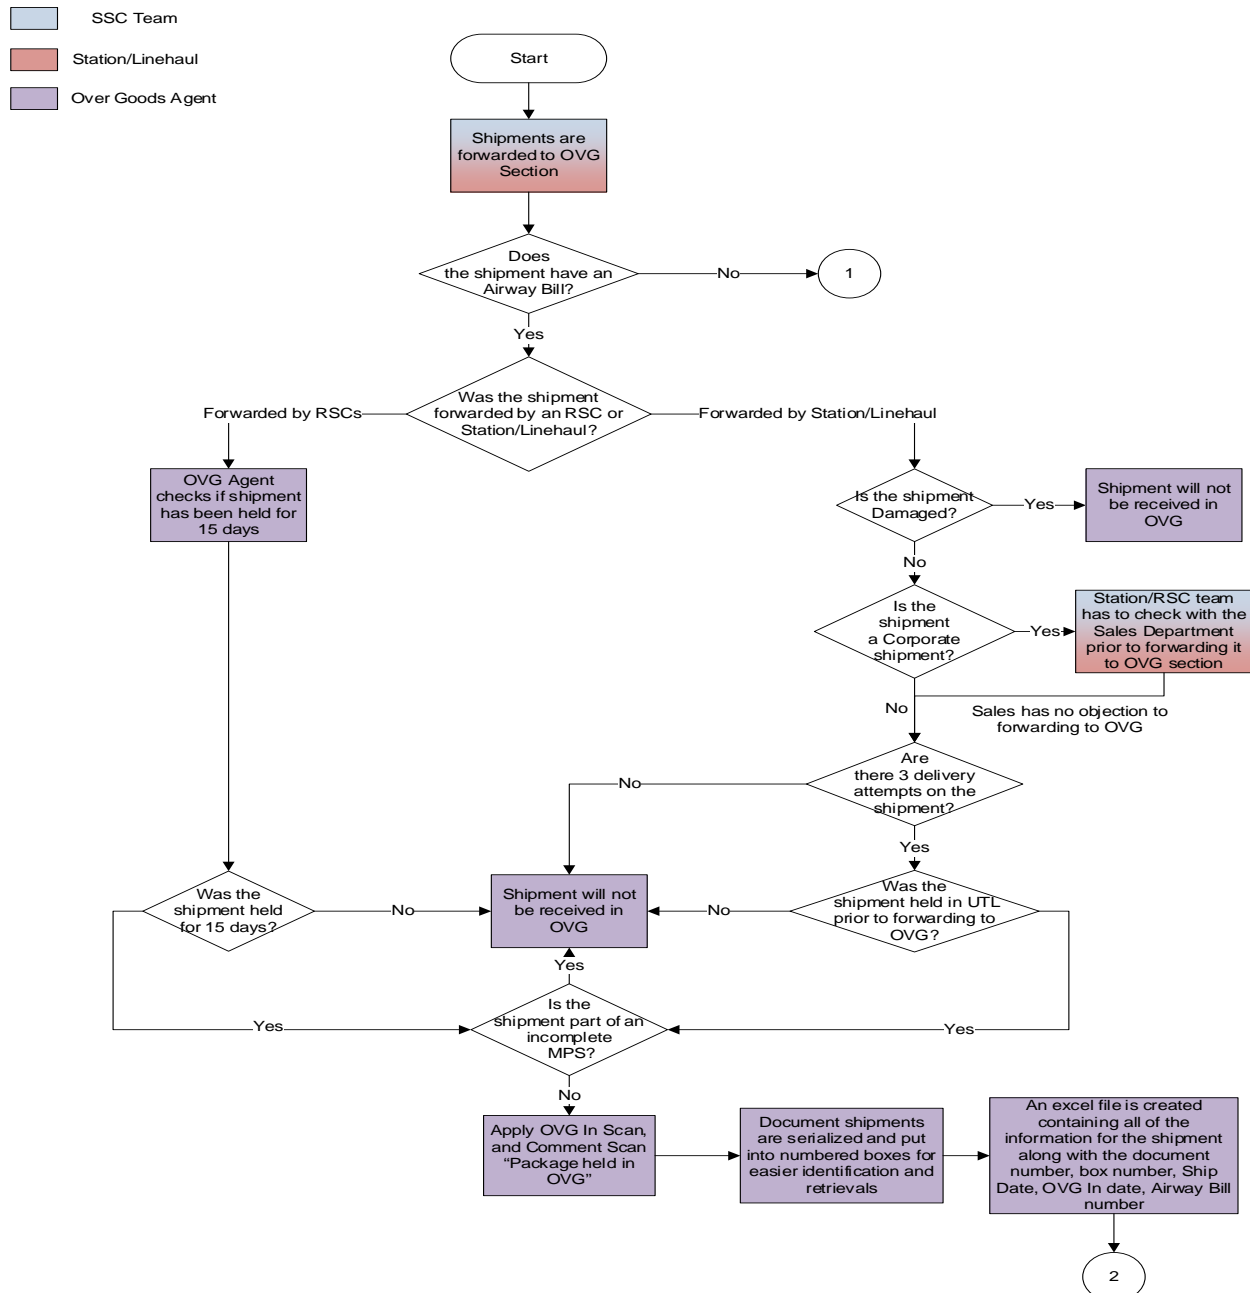 SSC Team
Station/Linehaul
Over Goods Agent
Start
Shipments are
forwarded to OVG
Section
Does
the shipment have an
Airway Bill?
No
1
Yes
Was the shipment
forwarded by an RSC or
Station/Linehaul?
Forwarded by RSCs
Forwarded by Station/Linehaul
OVG Agent
checks if shipment
has been held for
15 days
Is the shipment
Damaged?
Yes
Shipment will not
be received in
OVG
No
Is the
shipment
a Corporate
shipment?
Yes
Station/RSC team
has to check with the
Sales Department
prior to forwarding it
to OVG section
No
Sales has no objection to
forwarding to OVG
Are
there 3 delivery
attempts on the
shipment?
No
Yes
Was the
shipment held
for 15 days?
No
Shipment will not
be received in
OVG
No
Was the
shipment held in UTL
prior to forwarding to
OVG?
Yes
Yes
Is the
shipment part of an
incomplete
MPS?
Yes
No
Apply OVG In Scan,
and Comment Scan
“Package held in
OVG”
Document shipments
are serialized and put
into numbered boxes for
easier identification and
retrievals
An excel file is created
containing all of the
information for the shipment
along with the document
number, box number, Ship
Date, OVG In date, Airway Bill
number
2